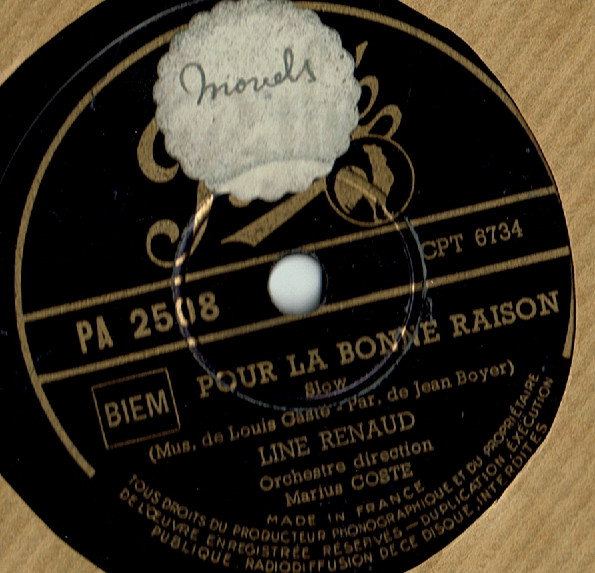 CPT 6734
PA 2508
POUR LA BONNE RAISON
Slow
BIEM
(Mus. de Louis Gasté - Par. de Jean Boyer)
LINE RENAUD
Orchestre direction
Marius COSTE
MADE IN FRANCE
TOUS DROITS DU PRODUCTEUR PHONOGRAPHIQUE ET DU PROPRIÉTAIRE
DE L'OEUVRE ENREGISTRÉE RÉSERVÉS - DUPLICATION - EXÉCUTION
PUBLIQUE - RADIODIFFUSION DE CE DISQUE INTERDITES